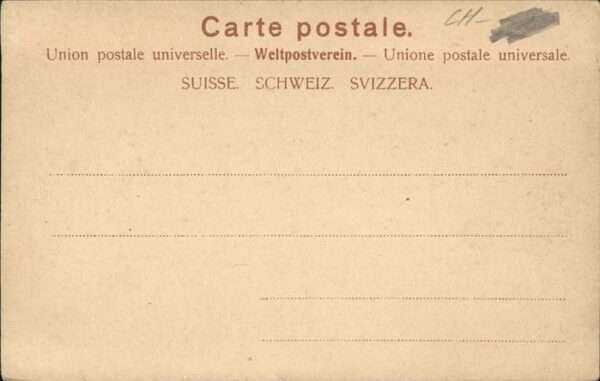 Carte postale.
CH-
Union postale universelle. — Weltpostverein. — Unione postale universale.
SUISSE. SCHWEIZ. SVIZZERA.